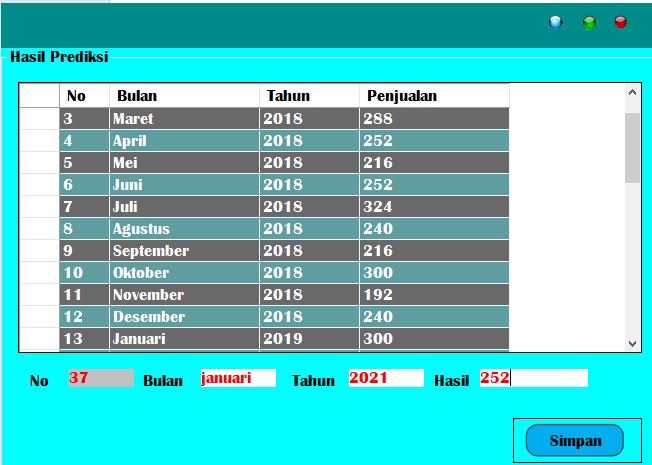 Hasil Prediksi
No Bulan Tahun Penjualan
3 Maret 2018 288
4 April 2018 252
5 Mei 2018 216
6 Juni 2018 252
7 Juli 2018 324
8 Agustus 2018 240
9 September 2018 216
10 Oktober 2018 300
11 November 2018 192
12 Desember 2018 240
13 Januari 2019 300
No 37 Bulan januari Tahun 2021 Hasil 252
Simpan